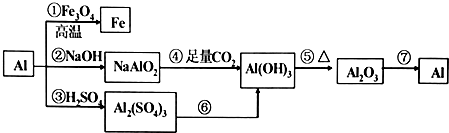 ①Fe₃O₄
高温
Fe
Al
②NaOH
NaAlO₂
④足量CO₂
Al(OH)₃
⑤△
Al₂O₃
⑦
Al
③H₂SO₄
Al₂(SO₄)₃
⑥